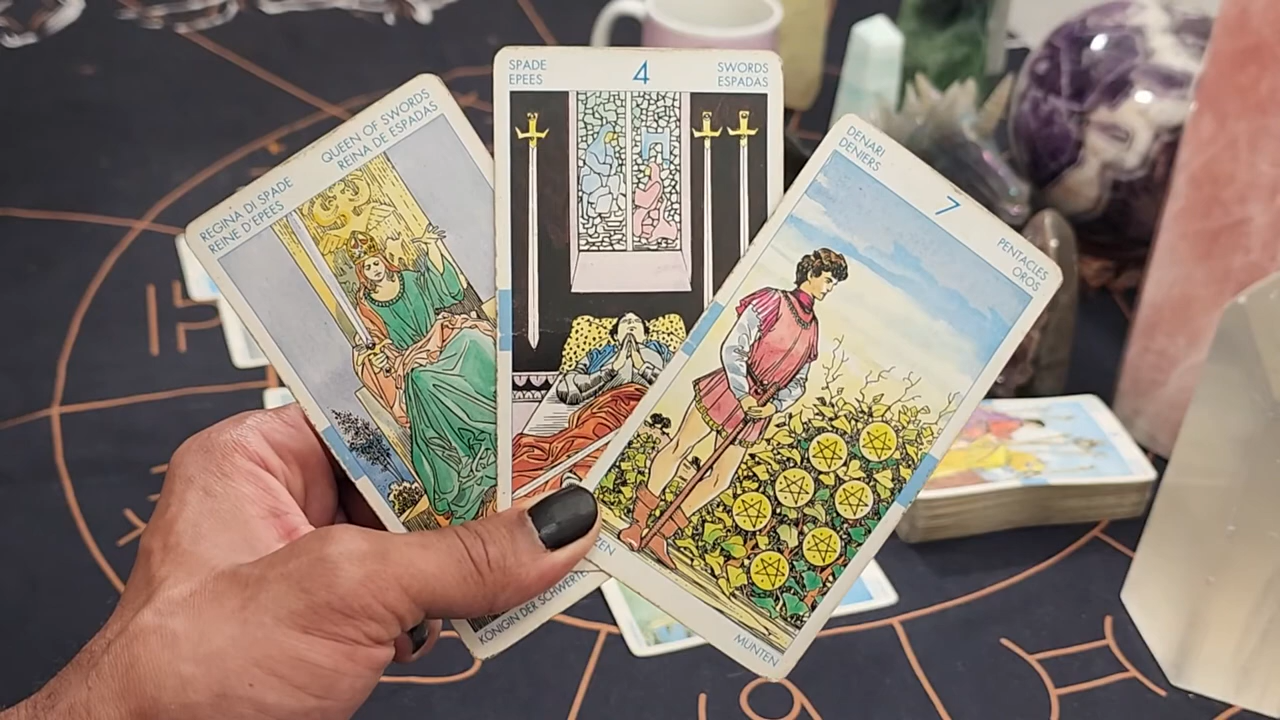 REGINA DI SPADE
REINE D'EPEES
QUEEN OF SWORDS
REINA DE ESPADAS
KÖNIGIN DER SCHWERTER
SPADE
EPEES
4
SWORDS
ESPADAS
DENARI
DENIERS
7
PENTACLES
OROS
MUNTEN